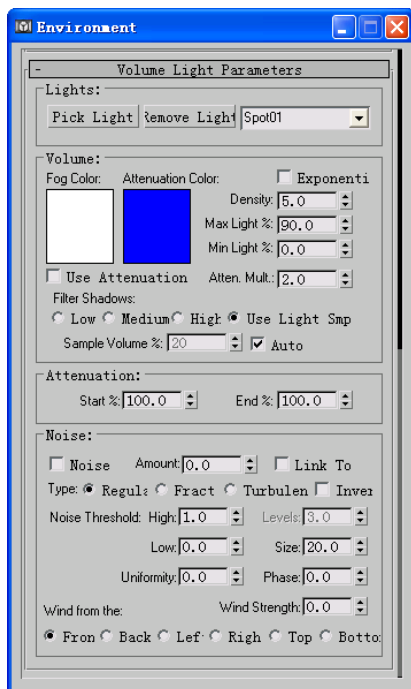 Environment
- Volume Light Parameters
Lights:
Pick Light Remove Light Spot01
Volume:
Fog Color: Attenuation Color: Exponenti
Density: 5.0
Max Light %: 90.0
Min Light %: 0.0
Use Attenuation Atten. Mult.: 2.0
Filter Shadows:
Low Medium High Use Light Smp
Sample Volume %: 20 Auto
Attenuation:
Start %: 100.0 End %: 100.0
Noise:
Noise Amount: 0.0 Link To
Type: Regula Fract Turbulen Inver
Noise Threshold: High: 1.0 Levels: 3.0
Low: 0.0 Size: 20.0
Uniformity: 0.0 Phase: 0.0
Wind from the: Wind Strength: 0.0
Fron Back Lef Righ Top Botto